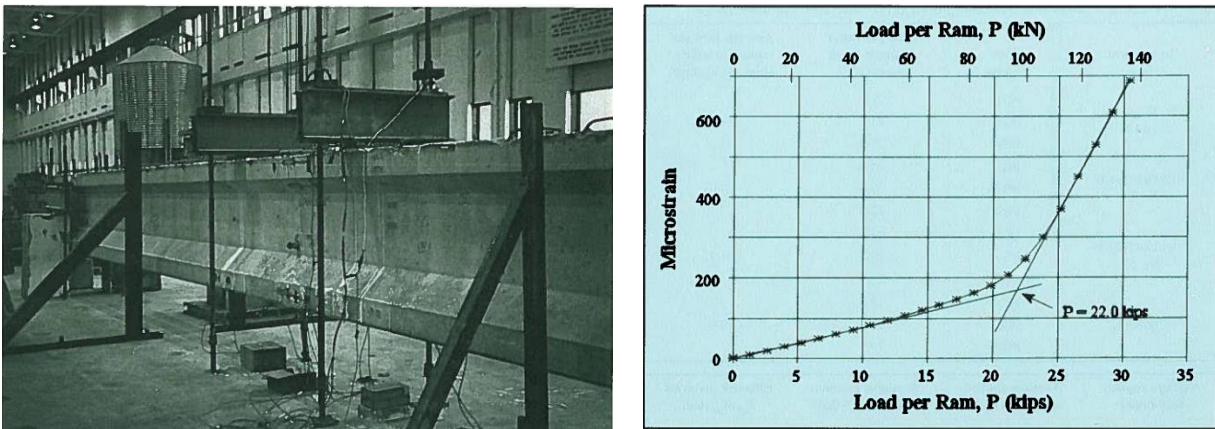 Load per Ram, P (kN)
0 20 40 60 80 100 120 140
600
400
200
0
Microstrain
P = 22.0 kips
0 5 10 15 20 25 30 35
Load per Ram, P (kips)